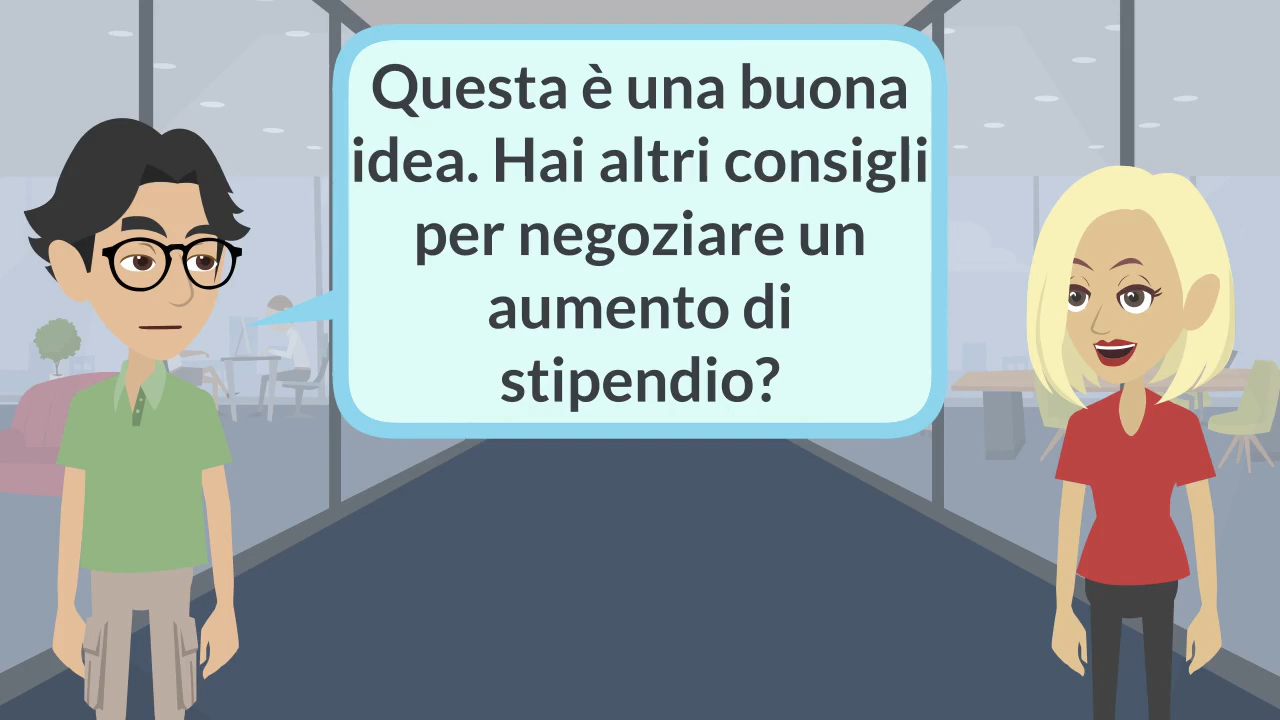 Questa è una buona
idea. Hai altri consigli
per negoziare un
aumento di
stipendio?